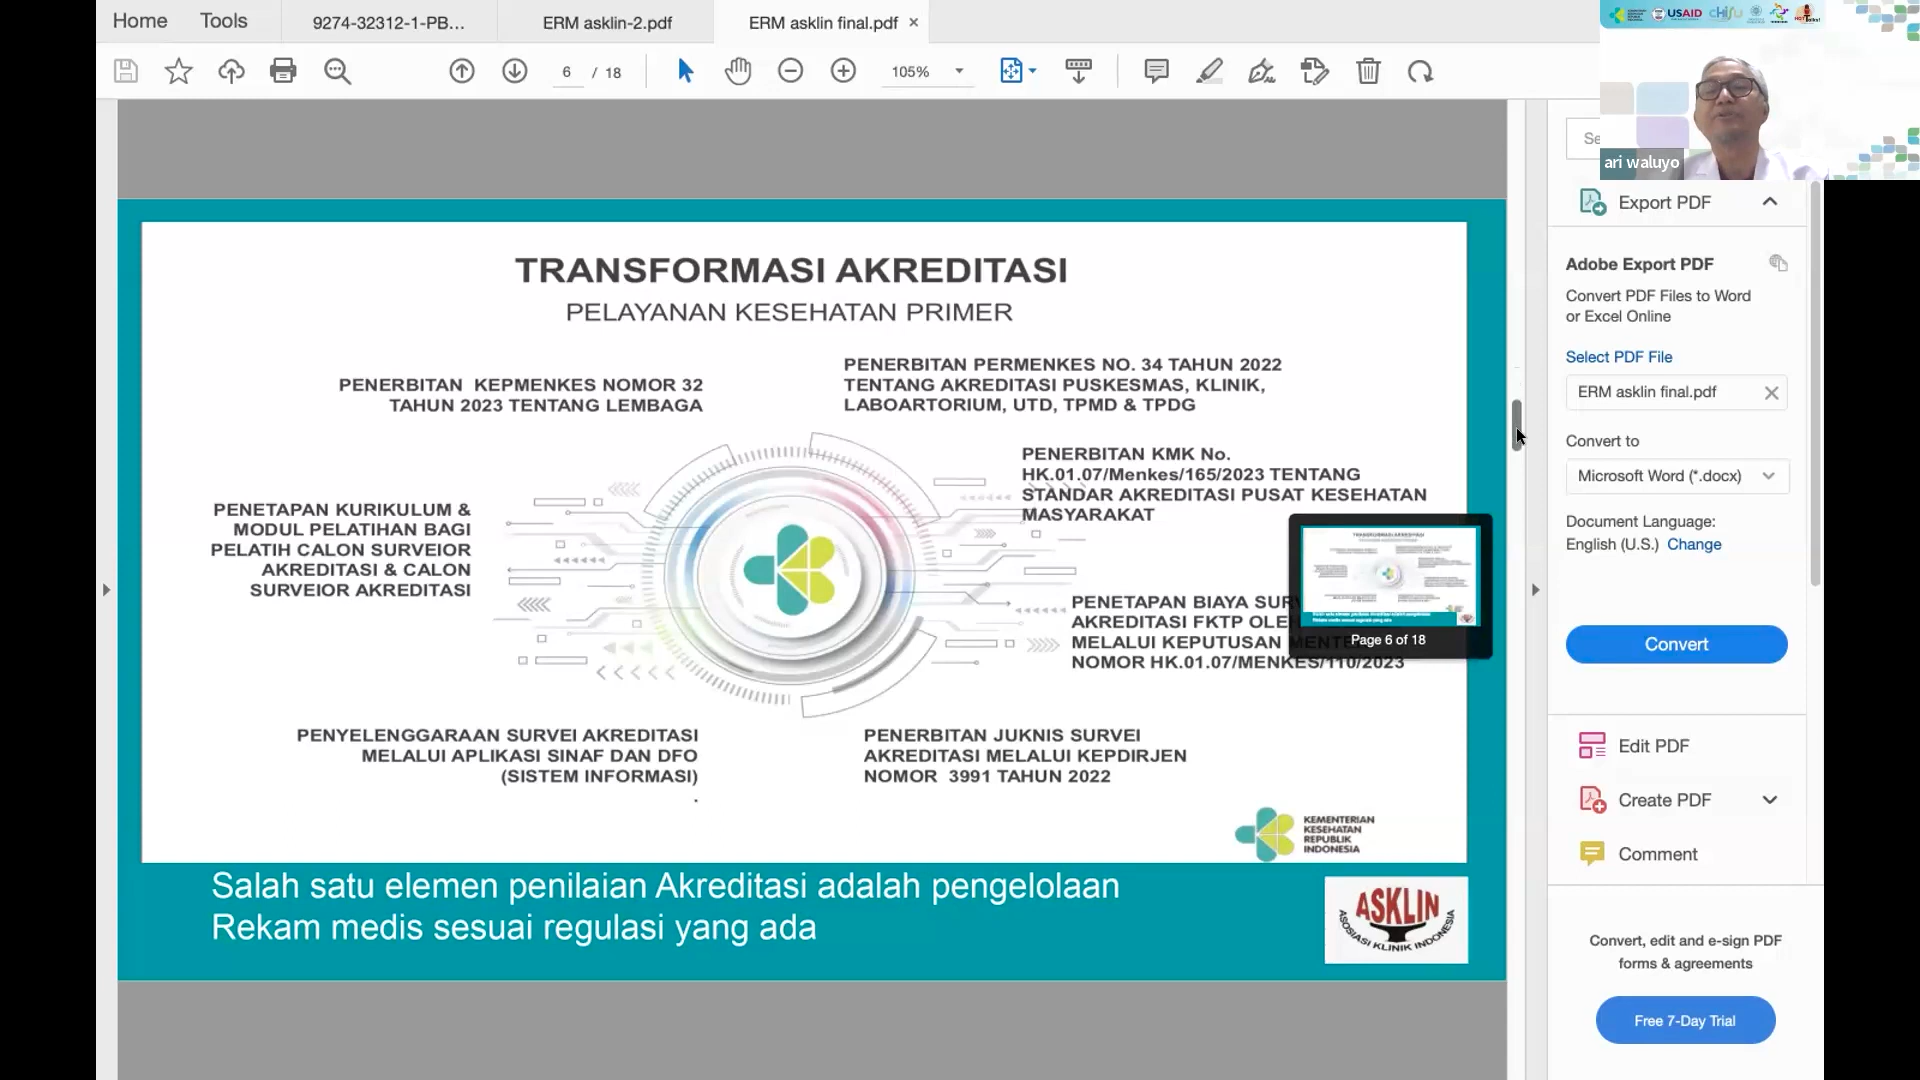 Home
Tools
9274-32312-1-PB...
ERM asklin-2.pdf
ERM asklin final.pdf
6 / 18
105%
USAID
CHISU
ari waluyo
TRANSFORMASI AKREDITASI
PELAYANAN KESEHATAN PRIMER
PENERBITAN KEPMENKES NOMOR 32
TAHUN 2023 TENTANG LEMBAGA
PENERBITAN PERMENKES NO. 34 TAHUN 2022
TENTANG AKREDITASI PUSKESMAS, KLINIK,
LABOARTORIUM, UTD, TPMD & TPDG
PENERBITAN KMK No.
HK.01.07/Menkes/165/2023 TENTANG
STANDAR AKREDITASI PUSAT KESEHATAN
MASYARAKAT
PENETAPAN KURIKULUM &
MODUL PELATIHAN BAGI
PELATIH CALON SURVEIOR
AKREDITASI & CALON
SURVEIOR AKREDITASI
PENETAPAN BIAYA SUR
AKREDITASI FKTP OLEH
MELALUI KEPUTUSAN MENTE
NOMOR HK.01.07/MENKES/110/2023
Page 6 of 18
PENYELENGGARAAN SURVEI AKREDITASI
MELALUI APLIKASI SINAF DAN DFO
(SISTEM INFORMASI)
.
PENERBITAN JUKNIS SURVEI
AKREDITASI MELALUI KEPDIRJEN
NOMOR 3991 TAHUN 2022
KEMENTERIAN
KESEHATAN
REPUBLIK
INDONESIA
Salah satu elemen penilaian Akreditasi adalah pengelolaan
Rekam medis sesuai regulasi yang ada
ASKLIN
ASOSIASI KLINIK INDONESIA
Se
Export PDF
Adobe Export PDF
Convert PDF Files to Word
or Excel Online
Select PDF File
ERM asklin final.pdf
Convert to
Microsoft Word (*.docx)
Document Language:
English (U.S.) Change
Convert
Edit PDF
Create PDF
Comment
Convert, edit and e-sign PDF
forms & agreements
Free 7-Day Trial